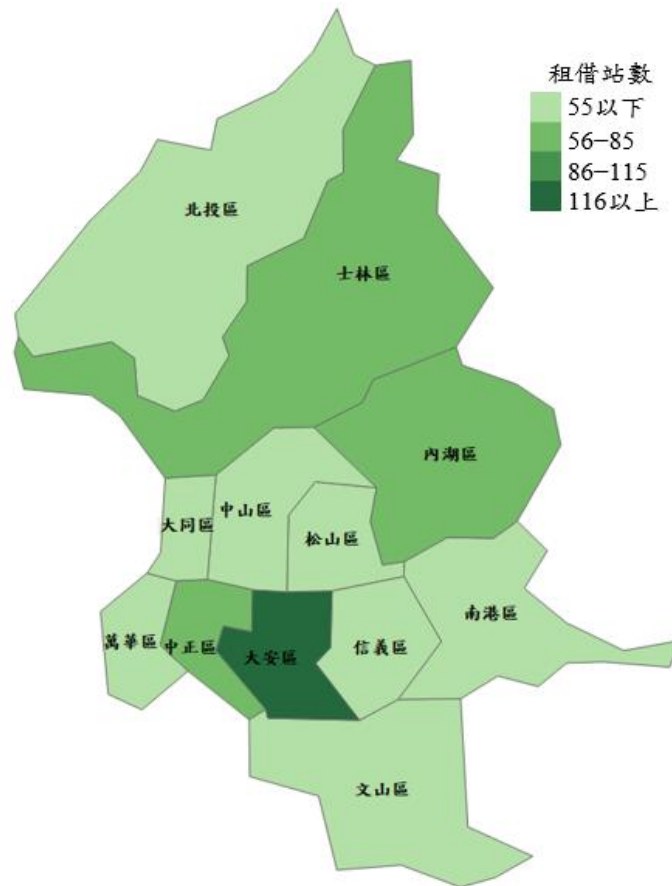 租借站數
55以下
56-85
86-115
116以上
北投區
士林區
內湖區
大同區
中山區
松山區
南港區
萬華區
中正區
大安區
信義區
文山區